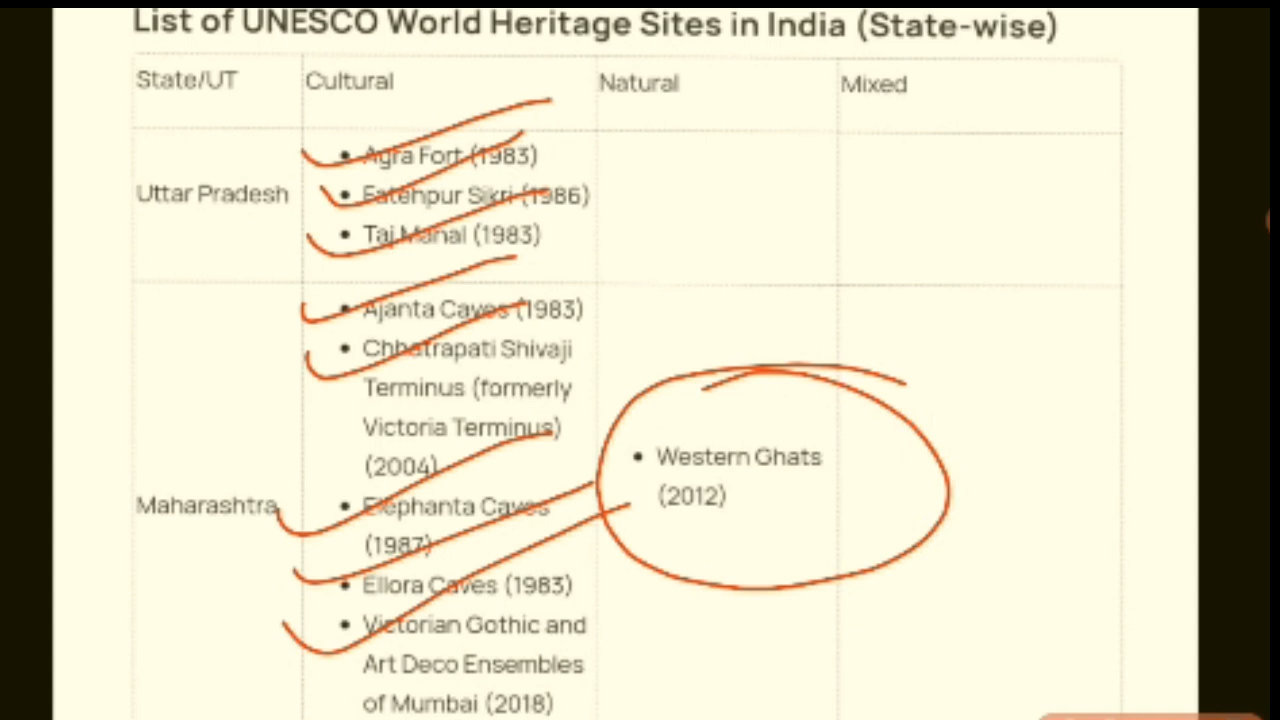 List of UNESCO World Heritage Sites in India (State-wise)
State/UT Cultural Natural Mixed
Uttar Pradesh
• Agra Fort (1983)
• Fatehpur Sikri (1986)
• Taj Mahal (1983)
Maharashtra
• Ajanta Caves (1983)
• Chhatrapati Shivaji
Terminus (formerly
Victoria Terminus)
(2004)
• Elephanta Caves
(1987)
• Ellora Caves (1983)
• Victorian Gothic and
Art Deco Ensembles
of Mumbai (2018)
• Western Ghats
(2012)